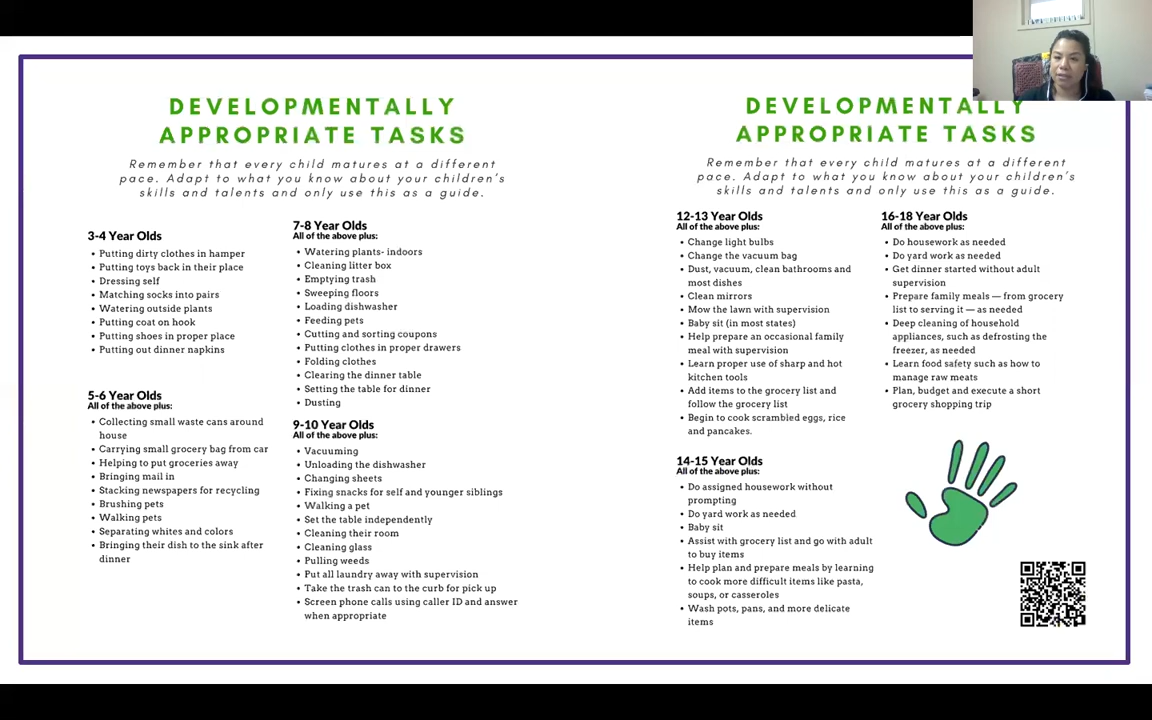 DEVELOPMENTALLY
APPROPRIATE TASKS
Remember that every child matures at a different
pace. Adapt to what you know about your children's
skills and talents and only use this as a guide.
3-4 Year Olds
• Putting dirty clothes in hamper
• Putting toys back in their place
• Dressing self
• Matching socks into pairs
• Watering outside plants
• Putting coat on hook
• Putting shoes in proper place
• Putting out dinner napkins
5-6 Year Olds
All of the above plus:
• Collecting small waste cans around
house
• Carrying small grocery bag from car
• Helping to put groceries away
• Bringing mail in
• Stacking newspapers for recycling
• Brushing pets
• Walking pets
• Separating whites and colors
• Bringing their dish to the sink after
dinner
7-8 Year Olds
All of the above plus:
• Watering plants- indoors
• Cleaning litter box
• Emptying trash
• Sweeping floors
• Loading dishwasher
• Feeding pets
• Cutting and sorting coupons
• Putting clothes in proper drawers
• Folding clothes
• Clearing the dinner table
• Setting the table for dinner
• Dusting
9-10 Year Olds
All of the above plus:
• Vacuuming
• Unloading the dishwasher
• Changing sheets
• Fixing snacks for self and younger siblings
• Walking a pet
• Set the table independently
• Cleaning their room
• Cleaning glass
• Pulling weeds
• Put all laundry away with supervision
• Take the trash can to the curb for pick up
• Screen phone calls using caller ID and answer
when appropriate
DEVELOPMENTALLY
APPROPRIATE TASKS
Remember that every child matures at a different
pace. Adapt to what you know about your children's
skills and talents and only use this as a guide.
12-13 Year Olds
All of the above plus:
• Change light bulbs
• Change the vacuum bag
• Dust, vacuum, clean bathrooms and
most dishes
• Clean mirrors
• Mow the lawn with supervision
• Baby sit (in most states)
• Help prepare an occasional family
meal with supervision
• Learn proper use of sharp and hot
kitchen tools
• Add items to the grocery list and
follow the grocery list
• Begin to cook scrambled eggs, rice
and pancakes.
14-15 Year Olds
All of the above plus:
• Do assigned housework without
prompting
• Do yard work as needed
• Baby sit
• Assist with grocery list and go with adult
to buy items
• Help plan and prepare meals by learning
to cook more difficult items like pasta,
soups, or casseroles
• Wash pots, pans, and more delicate
items
16-18 Year Olds
All of the above plus:
• Do housework as needed
• Do yard work as needed
• Get dinner started without adult
supervision
• Prepare family meals — from grocery
list to serving it — as needed
• Deep cleaning of household
appliances, such as defrosting the
freezer, as needed
• Learn food safety such as how to
manage raw meats
• Plan, budget and execute a short
grocery shopping trip